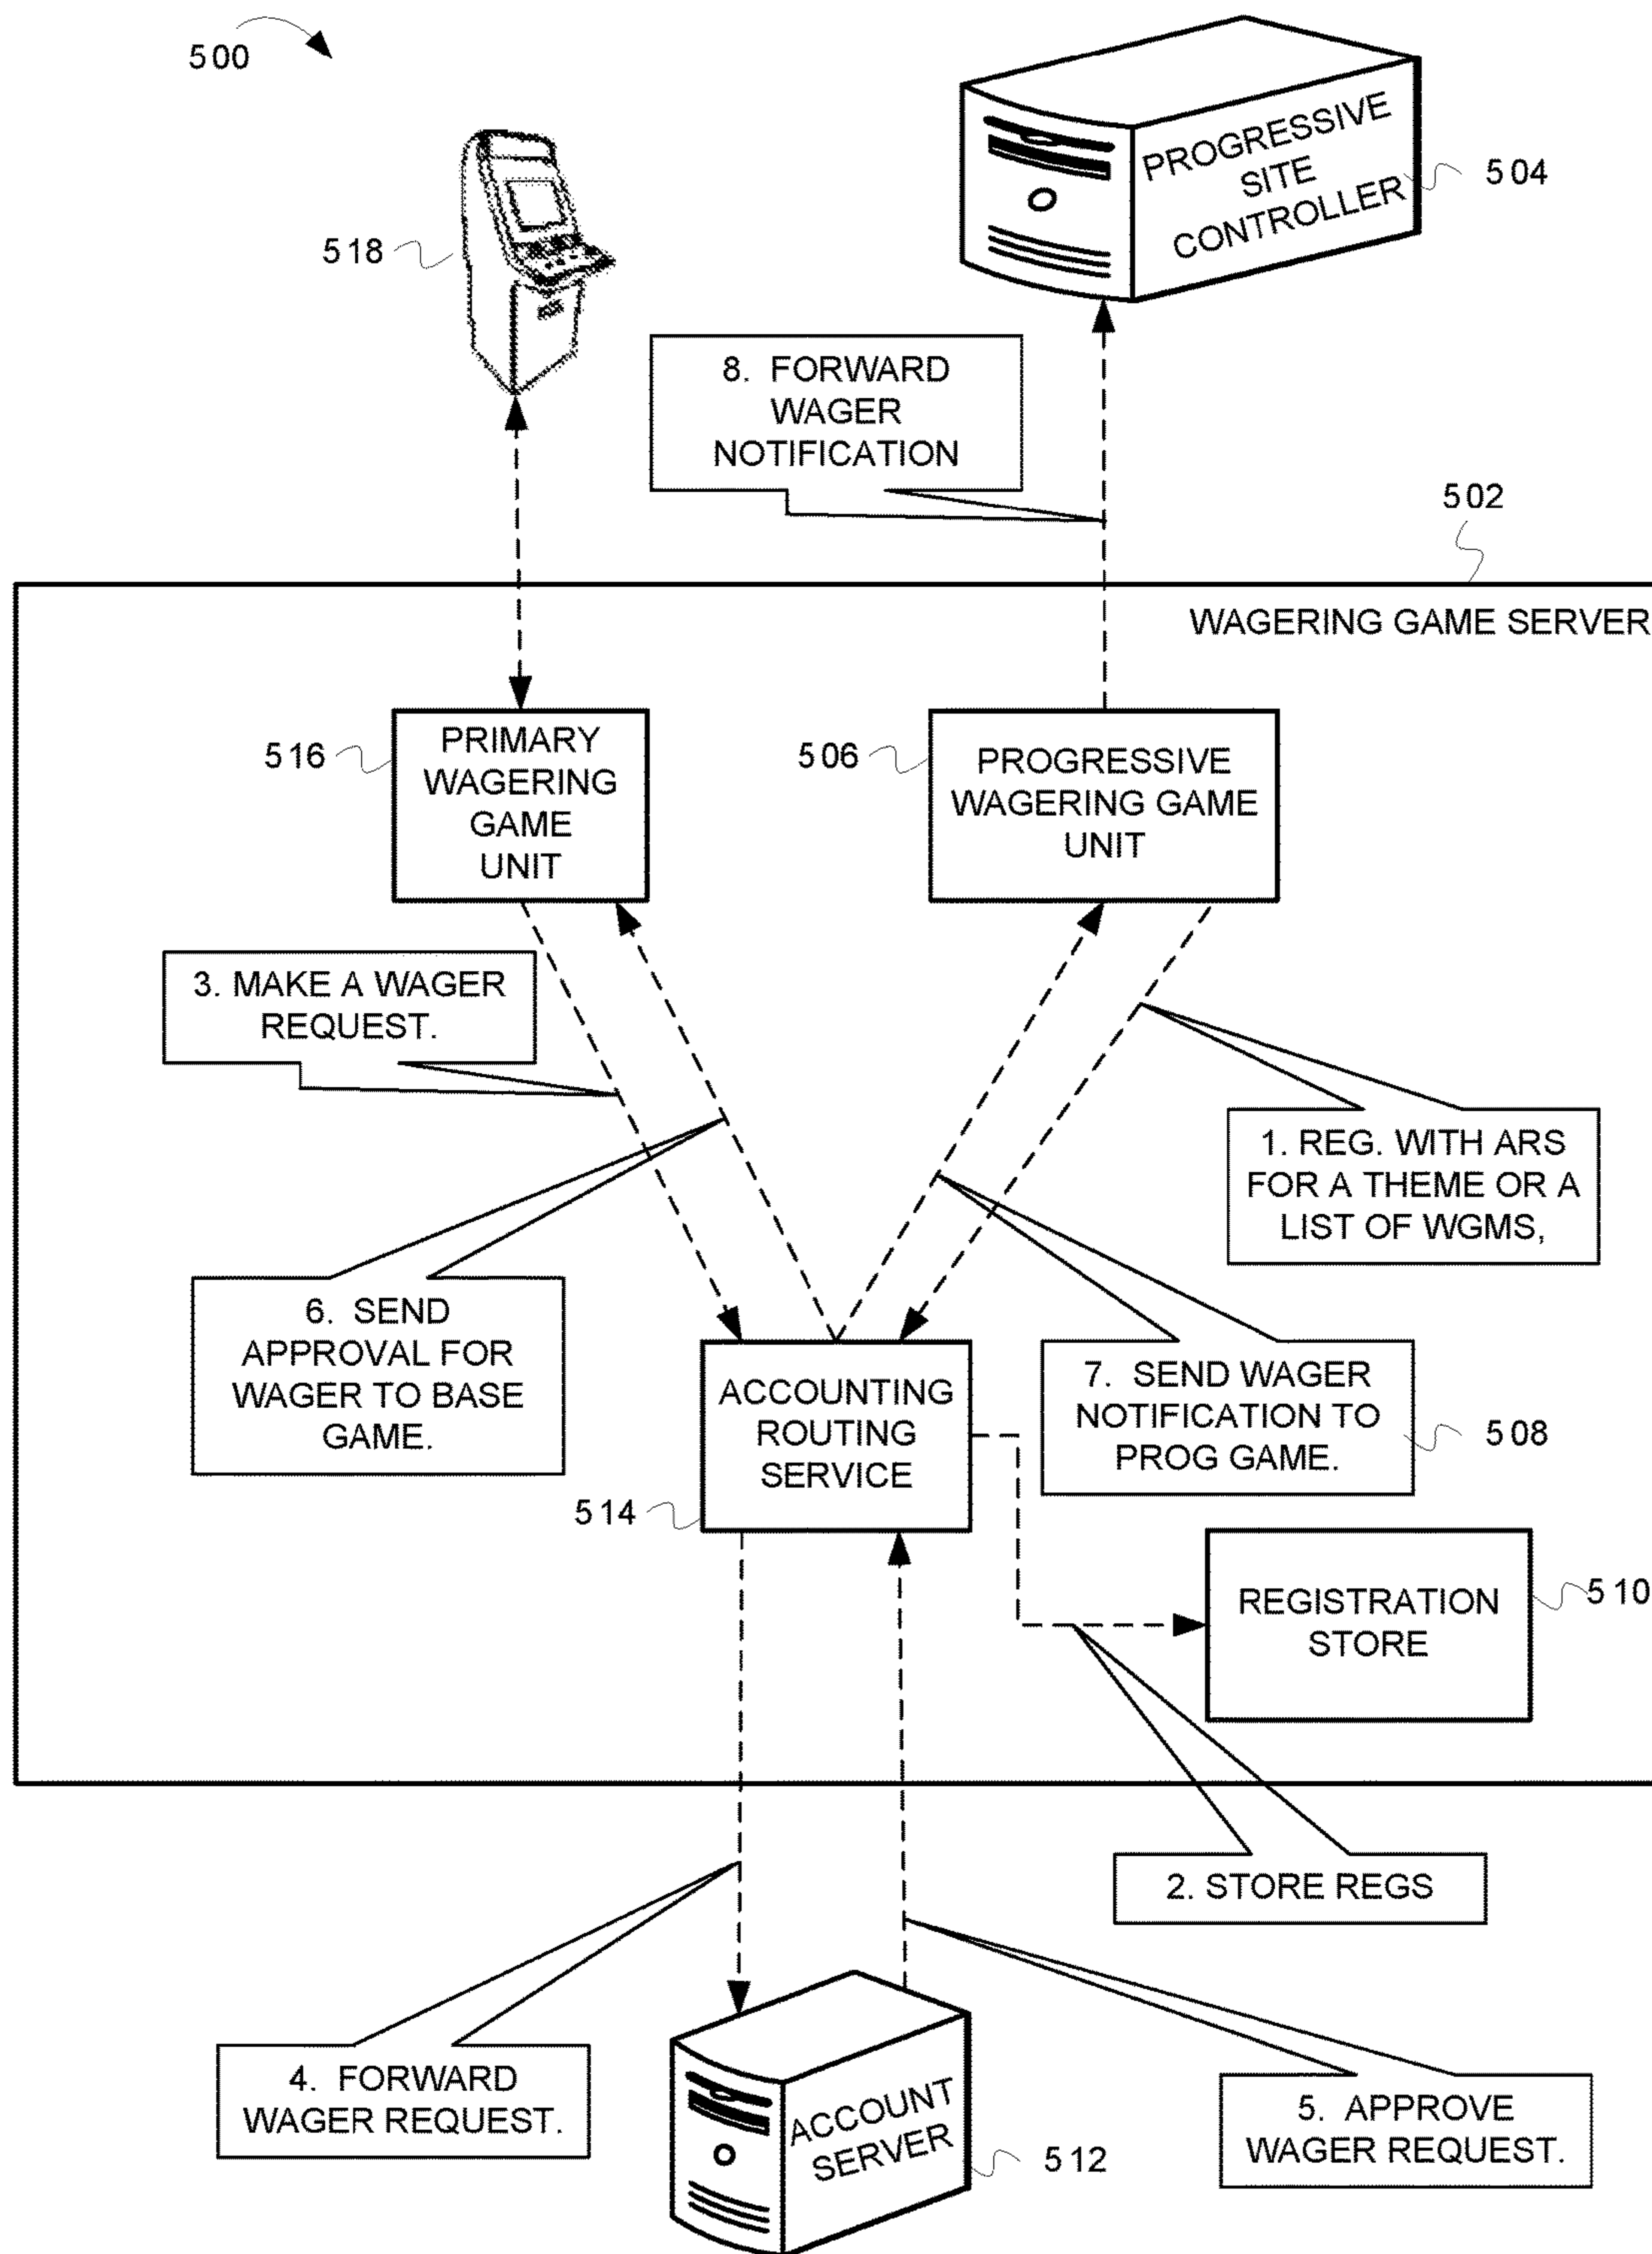 500
PROGRESSIVE
SITE
CONTROLLER
504
518
8. FORWARD
WAGER
NOTIFICATION
502
WAGERING GAME SERVER
516
PRIMARY
WAGERING
GAME
UNIT
506
PROGRESSIVE
WAGERING GAME
UNIT
3. MAKE A WAGER
REQUEST.
1. REG. WITH ARS
FOR A THEME OR A
LIST OF WGMS,
6. SEND
APPROVAL FOR
WAGER TO BASE
GAME.
ACCOUNTING
ROUTING
SERVICE
514
7. SEND WAGER
NOTIFICATION TO
PROG GAME.
508
REGISTRATION
STORE
510
2. STORE REGS
4. FORWARD
WAGER REQUEST.
ACCOUNT
SERVER
512
5. APPROVE
WAGER REQUEST.